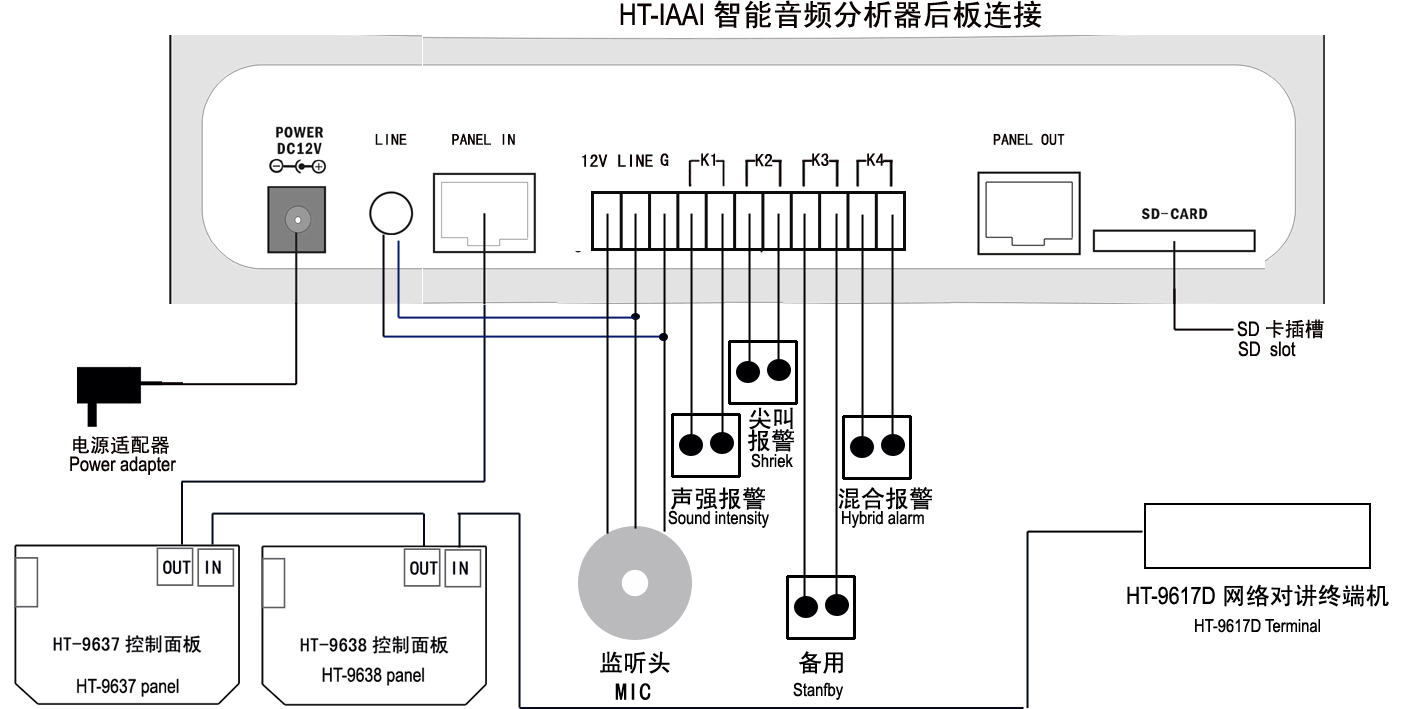 HT-IAAI 智能音频分析器后板连接
POWER
DC12V
LINE
PANEL IN
12V LINE G K1 K2 K3 K4
PANEL OUT
SD-CARD
SD 卡插槽
SD slot
电源适配器
Power adapter
尖叫
报警
Shriek
声强报警
Sound intensity
混合报警
Hybrid alarm
OUT IN
HT-9637 控制面板
HT-9637 panel
OUT IN
HT-9638 控制面板
HT-9638 panel
监听头
MIC
备用
Stanfby
HT-9617D 网络对讲终端机
HT-9617D Terminal